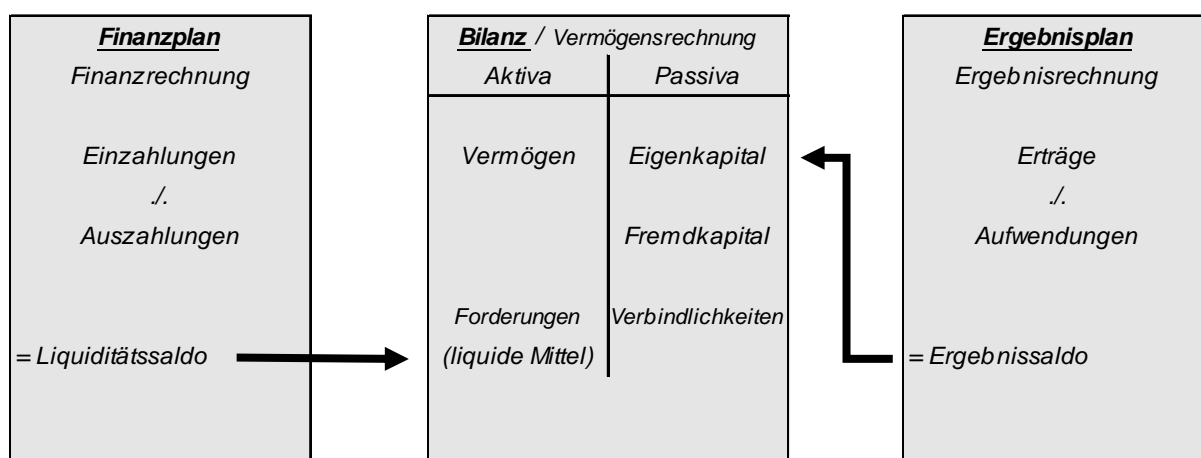 Finanzplan
Finanzrechnung
Einzahlungen
./.
Auszahlungen
= Liquiditätssaldo
Bilanz / Vermögensrechnung
Aktiva Passiva
Vermögen Eigenkapital
Fremdkapital
Forderungen Verbindlichkeiten
(liquide Mittel)
Ergebnisplan
Ergebnisrechnung
Erträge
./.
Aufwendungen
= Ergebnissaldo